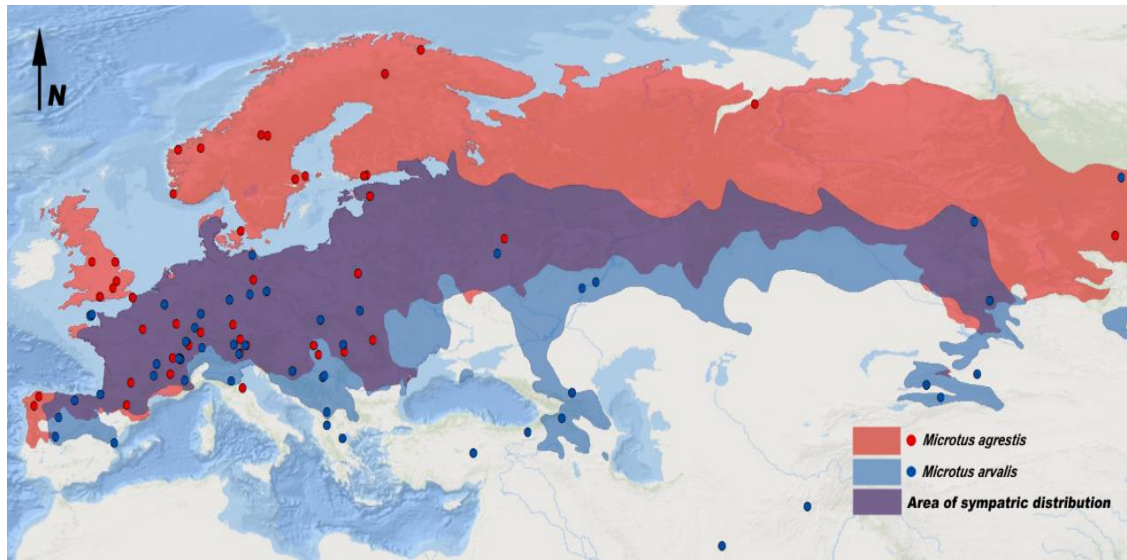 N
Microtus agrestis
Microtus arvalis
Area of sympatric distribution